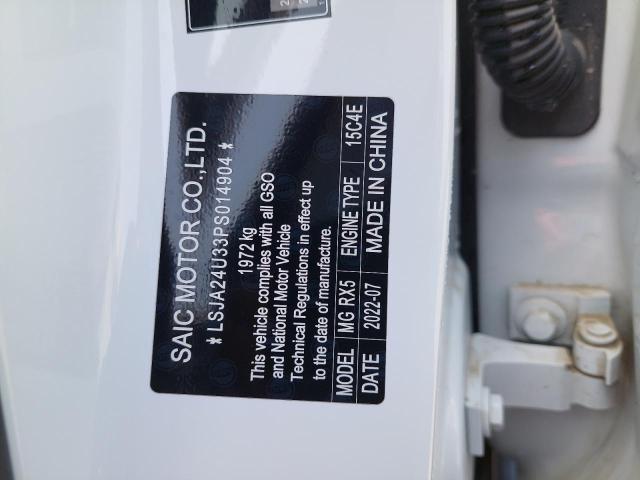 SAIC MOTOR CO.,LTD.
* LSJA24U33PS014904 *
1972 kg
This vehicle complies with all GSO
and National Motor Vehicle
Technical Regulations in effect up
to the date of manufacture.
MODEL MG RX5 ENGINE TYPE 15C4E
DATE 2022-07 MADE IN CHINA